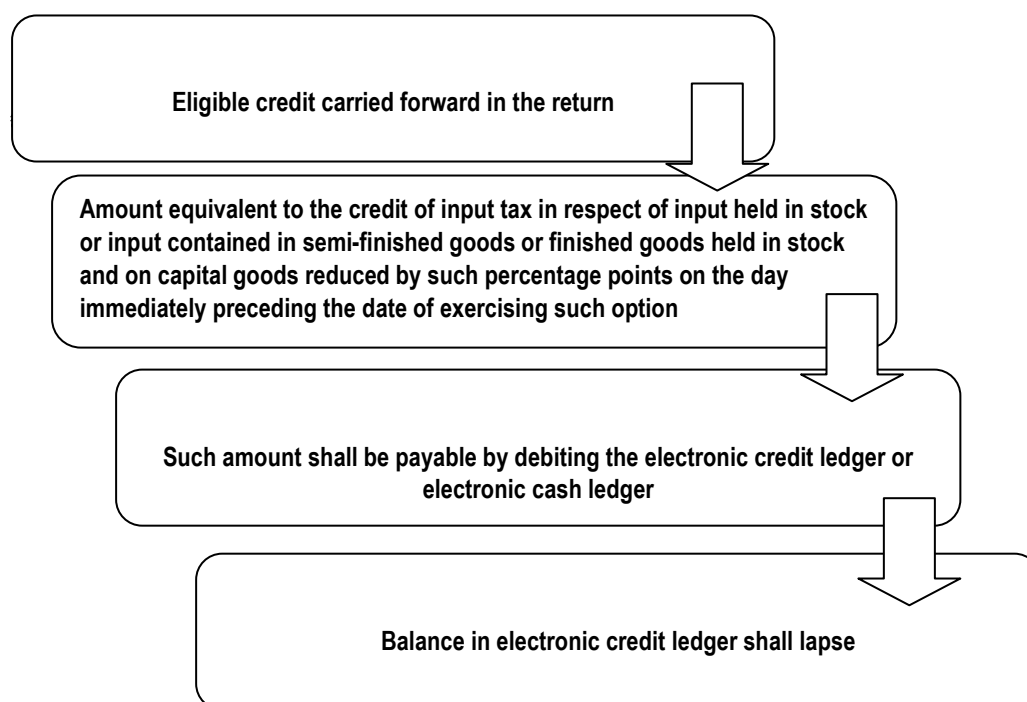 Eligible credit carried forward in the return
Amount equivalent to the credit of input tax in respect of input held in stock
or input contained in semi-finished goods or finished goods held in stock
and on capital goods reduced by such percentage points on the day
immediately preceding the date of exercising such option
Such amount shall be payable by debiting the electronic credit ledger or
electronic cash ledger
Balance in electronic credit ledger shall lapse